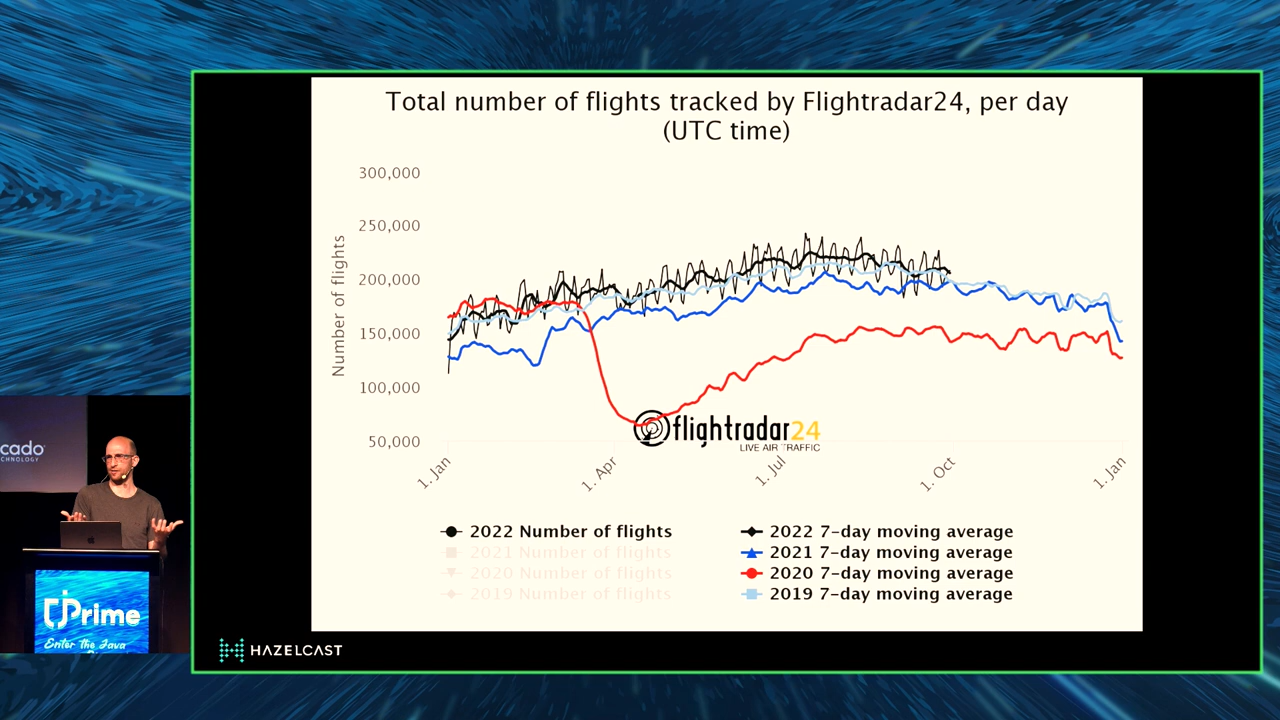 Total number of flights tracked by Flightradar24, per day
(UTC time)
Number of flights
300,000
250,000
200,000
150,000
100,000
50,000
1. Jan
1. Apr
1. Jul
1. Oct
1. Jan
flightradar24
LIVE AIR TRAFFIC
2022 Number of flights
2021 Number of flights
2020 Number of flights
2019 Number of flights
2022 7-day moving average
2021 7-day moving average
2020 7-day moving average
2019 7-day moving average
HAZELCAST
cado
CHNOLOGY
jPrime
Enter the Java